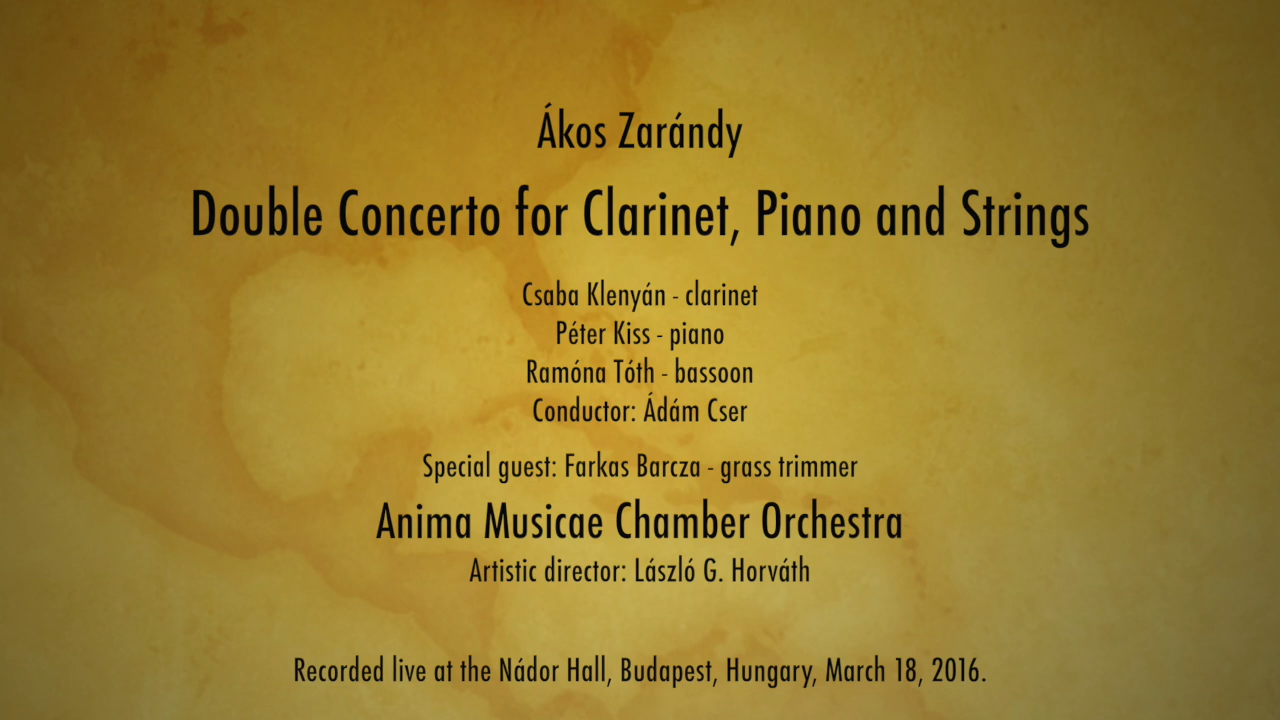 Ákos Zarándy
Double Concerto for Clarinet, Piano and Strings
Csaba Klenyán - clarinet
Péter Kiss - piano
Ramóna Tóth - bassoon
Conductor: Ádám Cser
Special guest: Farkas Barcza - grass trimmer
Anima Musicae Chamber Orchestra
Artistic director: László G. Horváth
Recorded live at the Nádor Hall, Budapest, Hungary, March 18, 2016.